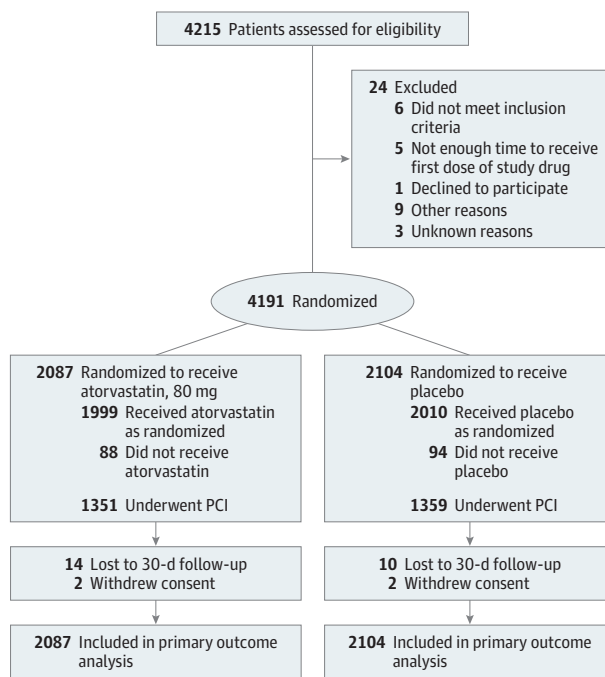 4215 Patients assessed for eligibility
24 Excluded
6 Did not meet inclusion
criteria
5 Not enough time to receive
first dose of study drug
1 Declined to participate
9 Other reasons
3 Unknown reasons
4191 Randomized
2087 Randomized to receive
atorvastatin, 80 mg
1999 Received atorvastatin
as randomized
88 Did not receive
atorvastatin
1351 Underwent PCI
2104 Randomized to receive
placebo
2010 Received placebo
as randomized
94 Did not receive
placebo
1359 Underwent PCI
14 Lost to 30-d follow-up
2 Withdrew consent
10 Lost to 30-d follow-up
2 Withdrew consent
2087 Included in primary outcome
analysis
2104 Included in primary outcome
analysis